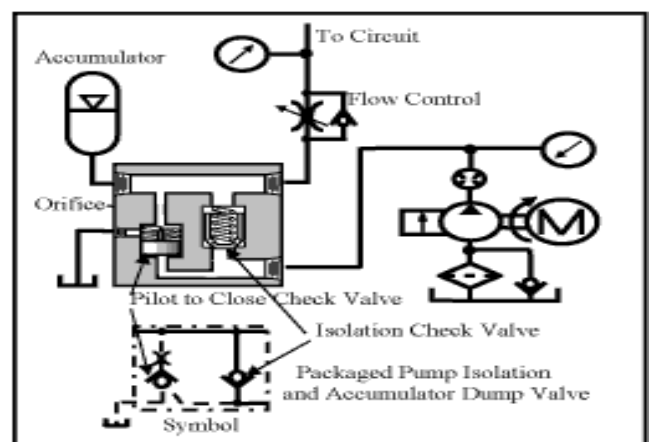 To Circuit
Accumulator
Flow Control
Orifice
M
Pilot to Close Check Valve
Isolation Check Valve
Packaged Pump Isolation
and Accumulator Dump Valve
Symbol